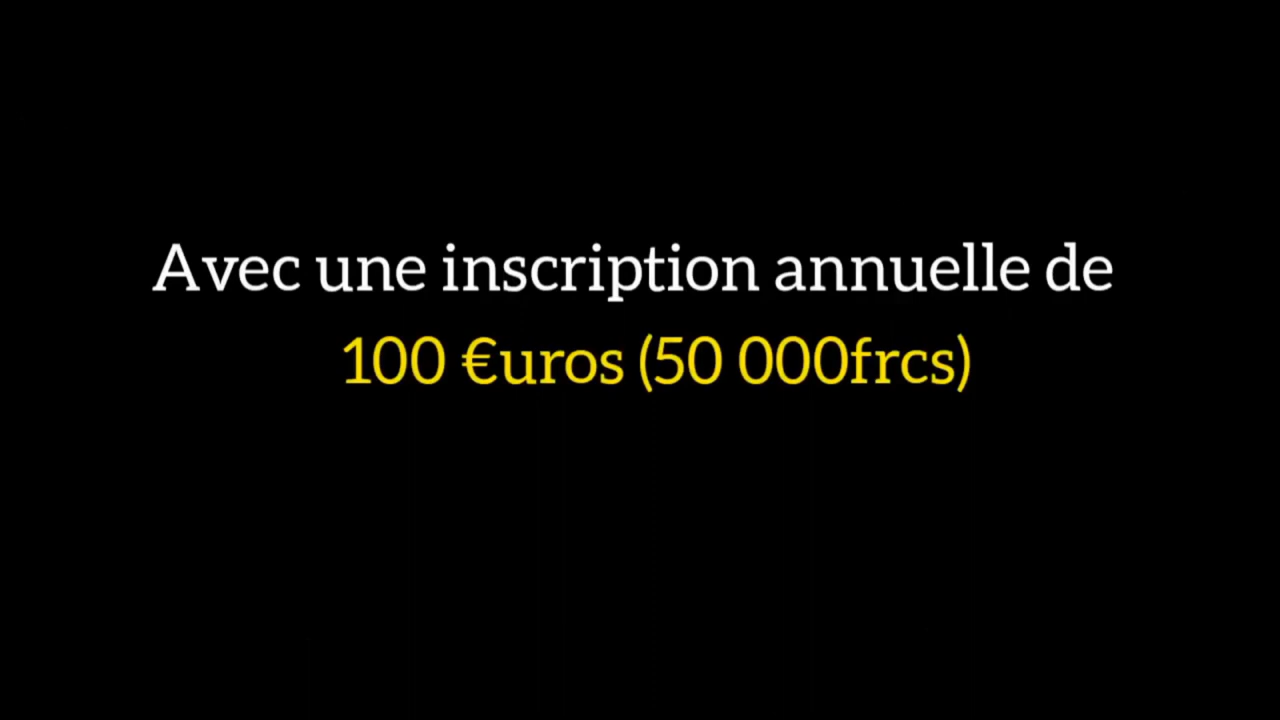 Avec une inscription annuelle de
100 €uros (50 000frcs)